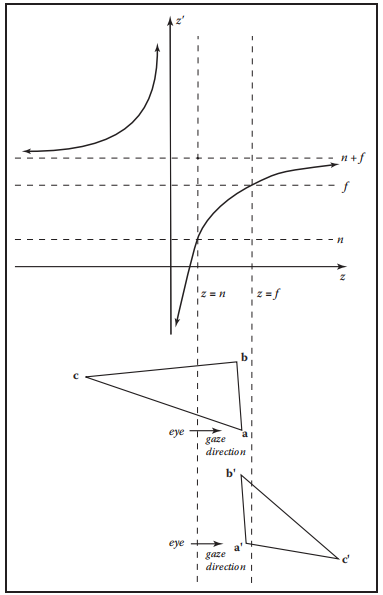 z'
n + f
f
n
z
z = n
z = f
b
c
a
eye
gaze
direction
b'
eye
a'
gaze
direction
c'